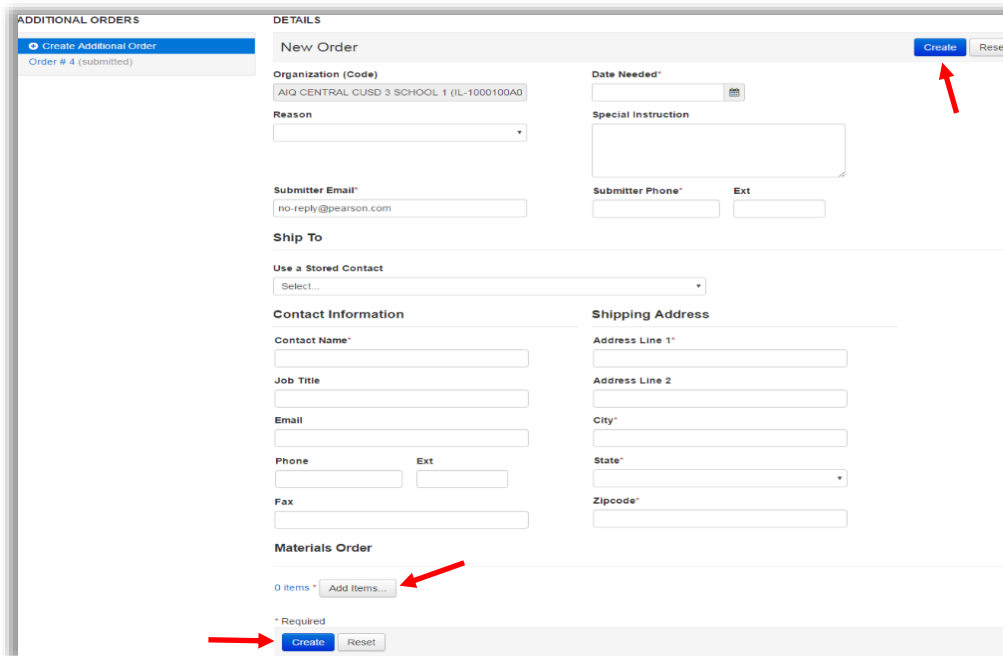 ADDITIONAL ORDERS
Create Additional Order
Order # 4 (submitted)
DETAILS
New Order
Create Rese
Organization (Code) Date Needed*
AIQ CENTRAL CUSD 3 SCHOOL 1 (IL-1000100A0
Reason Special Instruction
Submitter Email* Submitter Phone* Ext
no-reply@pearson.com
Ship To
Use a Stored Contact
Select...
Contact Information Shipping Address
Contact Name* Address Line 1*
Job Title Address Line 2
Email City*
Phone Ext State*
Fax Zipcode*
Materials Order
0 items * Add Items...
* Required
Create Reset